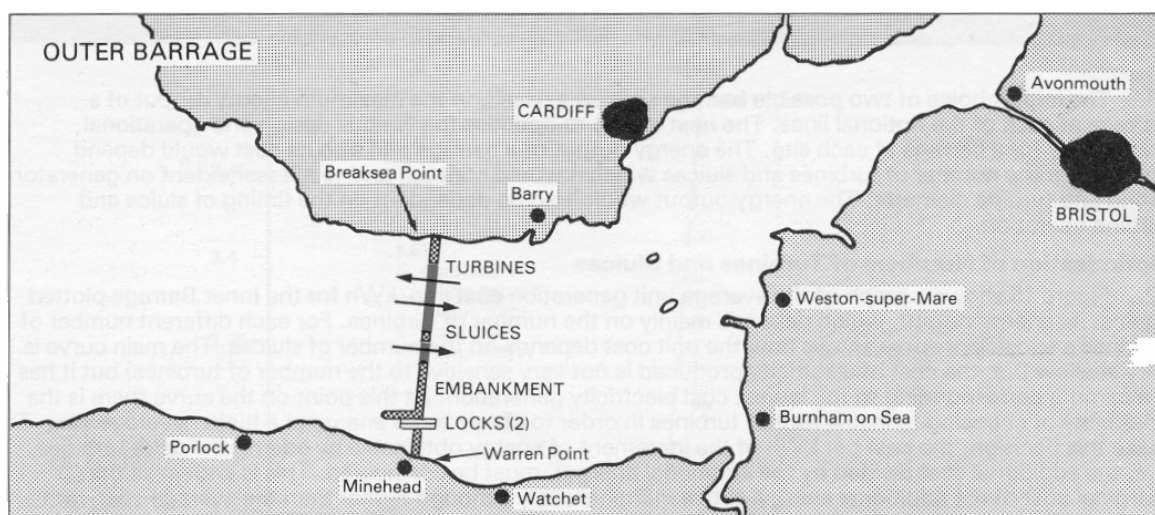 OUTER BARRAGE
Avonmouth
CARDIFF
Breaksea Point
Barry
BRISTOL
TURBINES
Weston-super-Mare
SLUICES
EMBANKMENT
Burnham on Sea
LOCKS (2)
Porlock
Warren Point
Minehead
Watchet